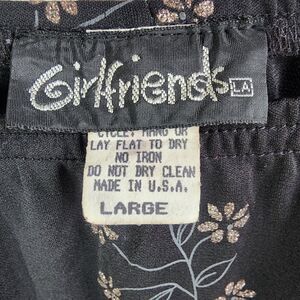 Girlfriends
LA
CYCLE. HANG OR
LAY FLAT TO DRY
NO IRON
DO NOT DRY CLEAN
MADE IN U.S.A.
LARGE